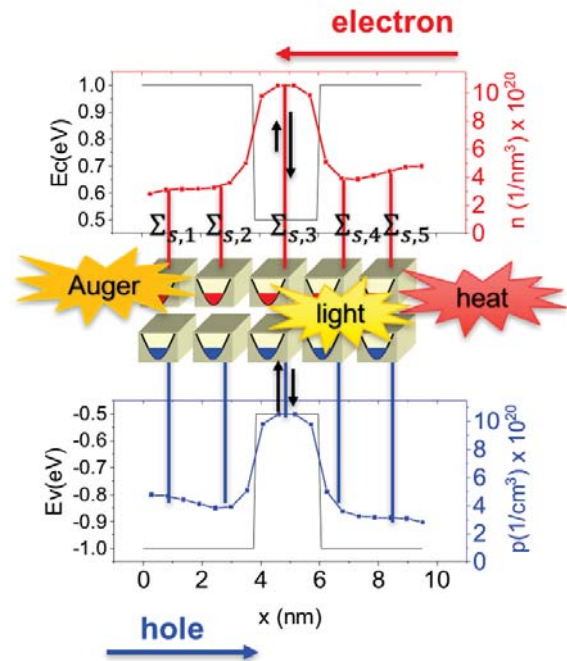 electron
Ec(eV)
1.0
0.9
0.8
0.7
0.6
0.5
n (1/nm³) x 10²⁰
10
8
6
4
2
0
Σₛ,₁ Σₛ,₂ Σₛ,₃ Σₛ,₄ Σₛ,₅
Auger
light
heat
Ev(eV)
-0.5
-0.6
-0.7
-0.8
-0.9
-1.0
p(1/cm³) x 10²⁰
10
8
6
4
2
0
0 2 4 6 8 10
x (nm)
hole